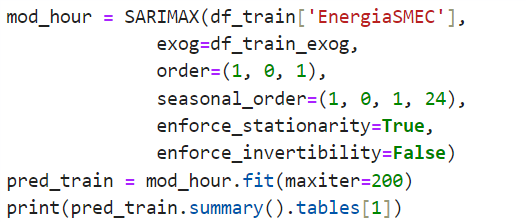 mod_hour = SARIMAX(df_train['EnergiaSMEC'],
exog=df_train_exog,
order=(1, 0, 1),
seasonal_order=(1, 0, 1, 24),
enforce_stationarity=True,
enforce_invertibility=False)
pred_train = mod_hour.fit(maxiter=200)
print(pred_train.summary().tables[1])